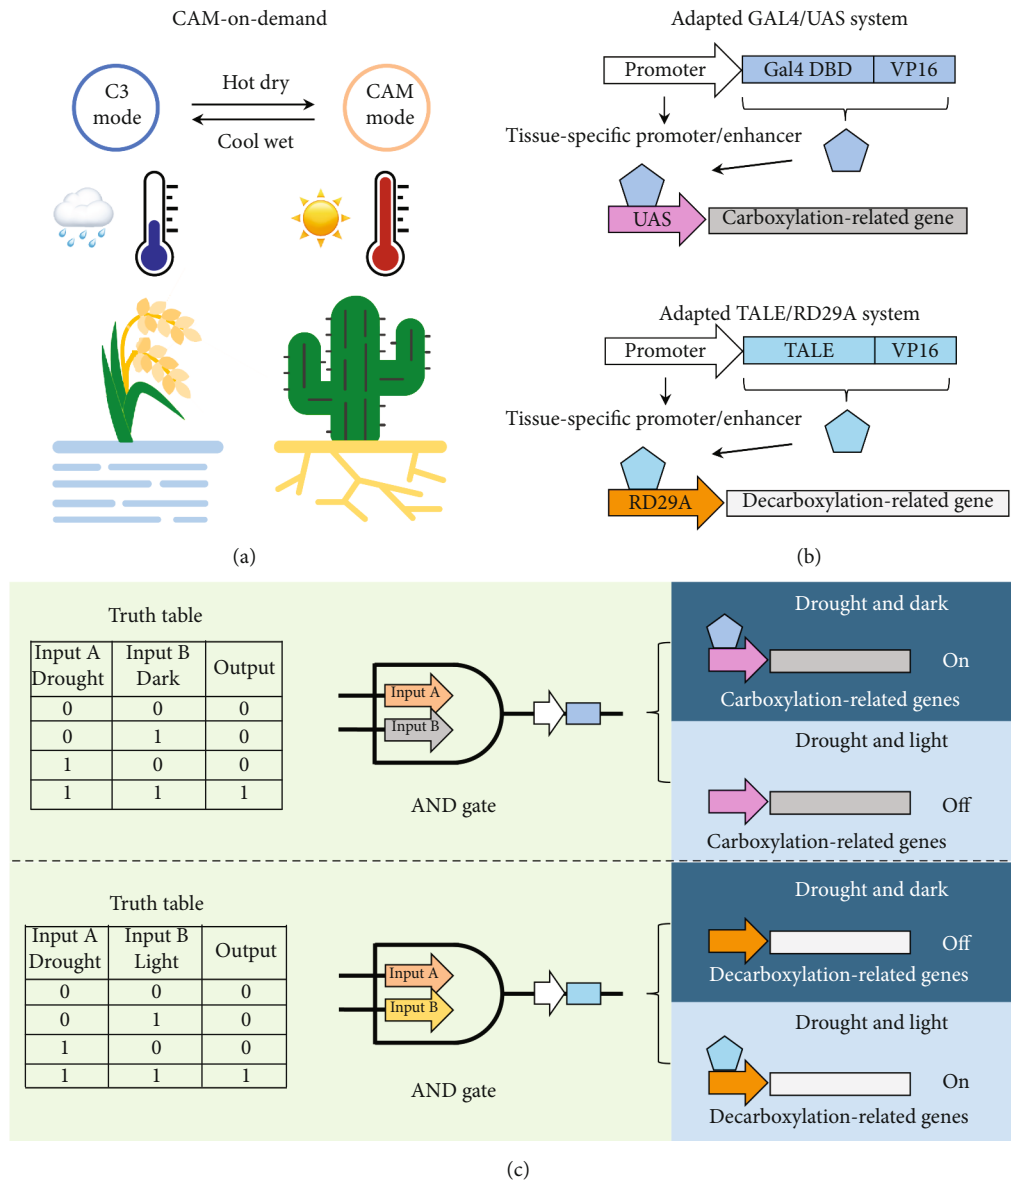 CAM-on-demand
C3
mode
Hot dry
Cool wet
CAM
mode
(a)
Adapted GAL4/UAS system
Promoter
Gal4 DBD
VP16
Tissue-specific promoter/enhancer
UAS
Carboxylation-related gene
Adapted TALE/RD29A system
Promoter
TALE
VP16
Tissue-specific promoter/enhancer
RD29A
Decarboxylation-related gene
(b)
Truth table
Input A Input B Output
Drought Dark
0 0 0
0 1 0
1 0 0
1 1 1
Input A
Input B
AND gate
Drought and dark
On
Carboxylation-related genes
Drought and light
Off
Carboxylation-related genes
Truth table
Input A Input B Output
Drought Light
0 0 0
0 1 0
1 0 0
1 1 1
Input A
Input B
AND gate
Drought and dark
Off
Decarboxylation-related genes
Drought and light
On
Decarboxylation-related genes
(c)